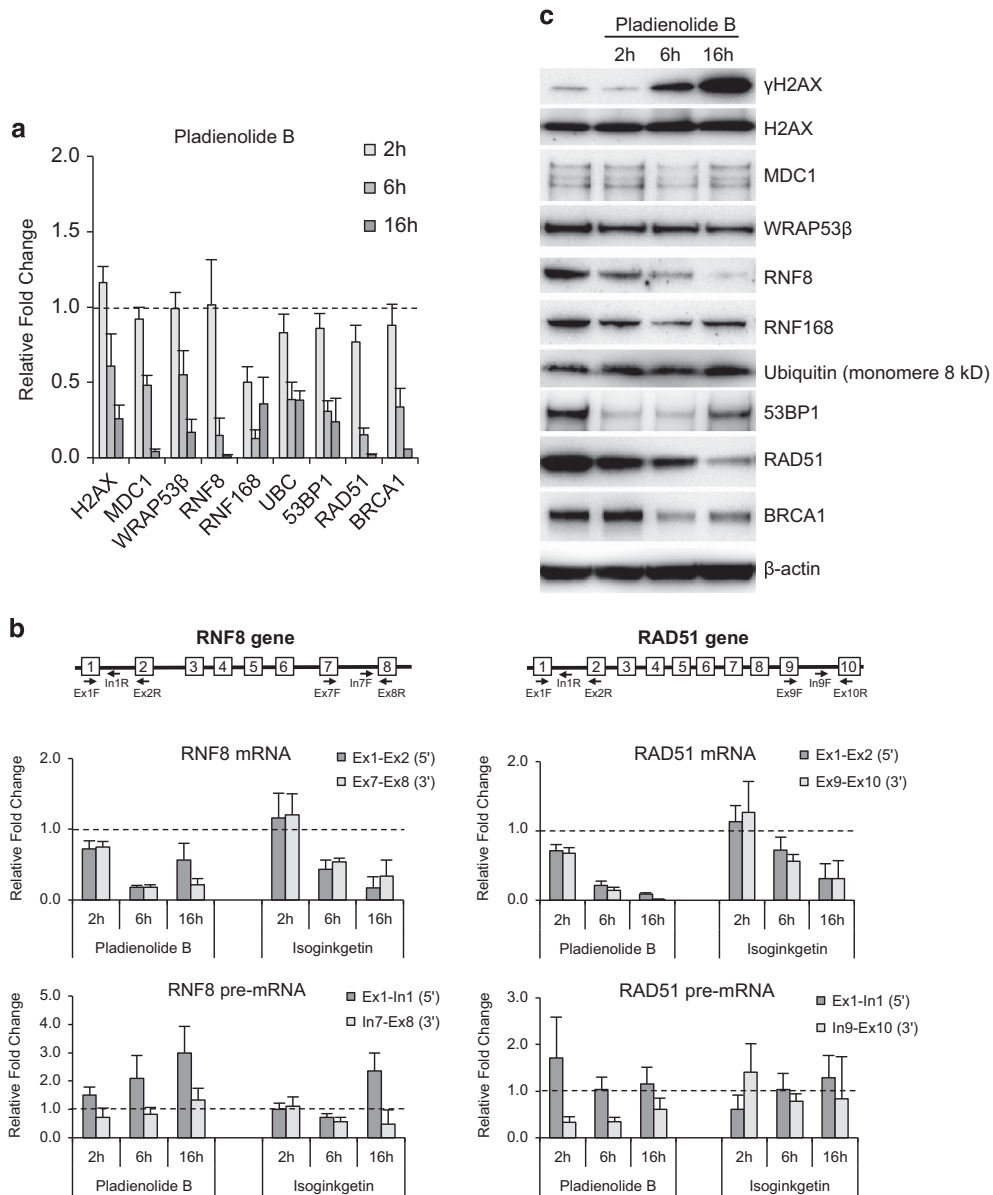 a
Pladienolide B
2h
6h
16h
Relative Fold Change
2.0
1.5
1.0
0.5
0.0
H2AX
MDC1
WRAP53β
RNF8
RNF168
UBC
53BP1
RAD51
BRCA1
c
Pladienolide B
2h 6h 16h
γH2AX
H2AX
MDC1
WRAP53β
RNF8
RNF168
Ubiquitin (monomere 8 kD)
53BP1
RAD51
BRCA1
β-actin
b
RNF8 gene
1 2 3 4 5 6 7 8
Ex1F In1R Ex2R Ex7F In7F Ex8R
RAD51 gene
1 2 3 4 5 6 7 8 9 10
Ex1F In1R Ex2R Ex9F In9F Ex10R
RNF8 mRNA
Ex1-Ex2 (5')
Ex7-Ex8 (3')
Relative Fold Change
2.0
1.0
0.0
2h 6h 16h 2h 6h 16h
Pladienolide B Isoginkgetin
RAD51 mRNA
Ex1-Ex2 (5')
Ex9-Ex10 (3')
Relative Fold Change
2.0
1.0
0.0
2h 6h 16h 2h 6h 16h
Pladienolide B Isoginkgetin
RNF8 pre-mRNA
Ex1-In1 (5')
In7-Ex8 (3')
Relative Fold Change
5.0
4.0
3.0
2.0
1.0
0.0
2h 6h 16h 2h 6h 16h
Pladienolide B Isoginkgetin
RAD51 pre-mRNA
Ex1-In1 (5')
In9-Ex10 (3')
Relative Fold Change
3.0
2.0
1.0
0.0
2h 6h 16h 2h 6h 16h
Pladienolide B Isoginkgetin